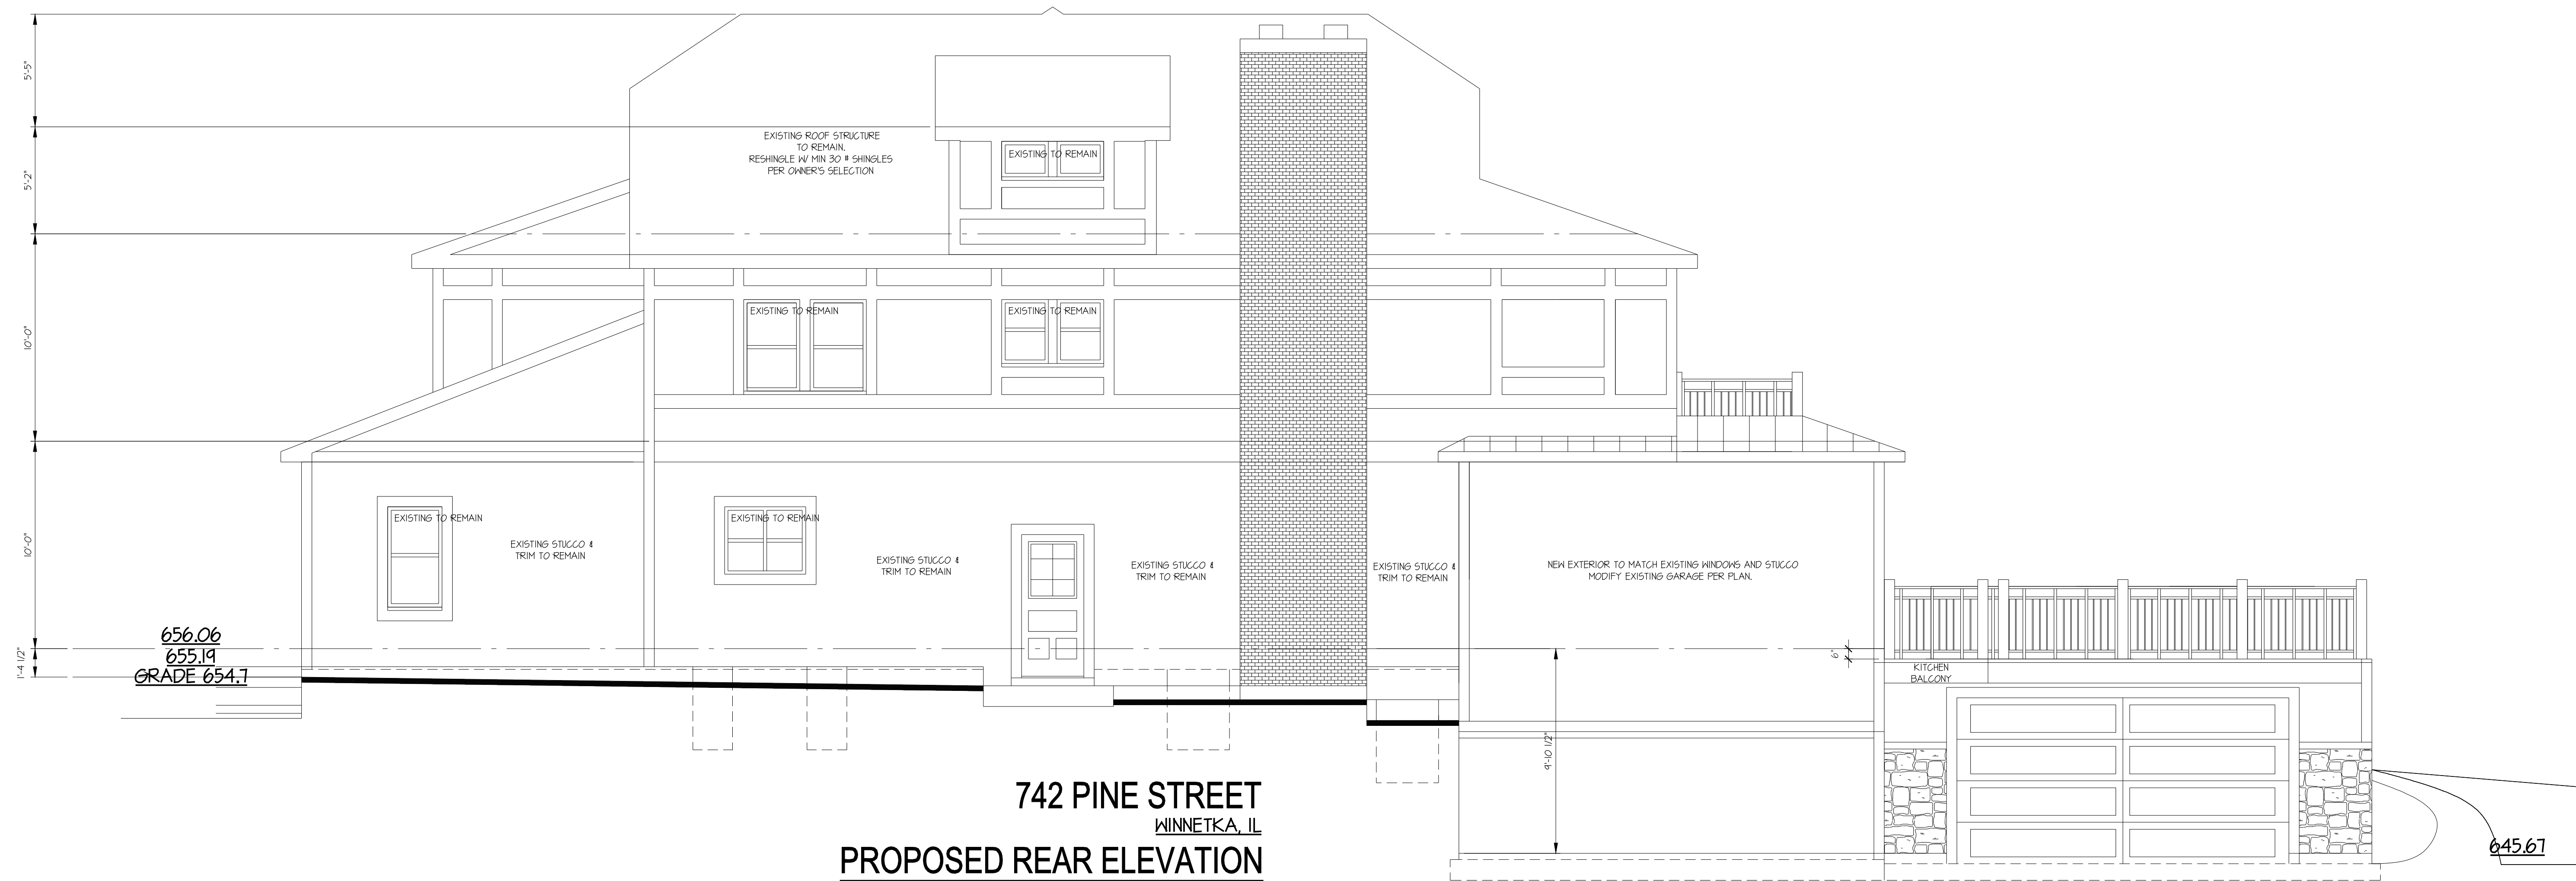 5'-5"
5'-2"
10'-0"
10'-0"
1'-4 1/2"
EXISTING ROOF STRUCTURE
TO REMAIN.
RESHINGLE W/ MIN 30 # SHINGLES
PER OWNER'S SELECTION
EXISTING TO REMAIN
EXISTING TO REMAIN
EXISTING TO REMAIN
EXISTING TO REMAIN
EXISTING STUCCO &
TRIM TO REMAIN
EXISTING TO REMAIN
EXISTING STUCCO &
TRIM TO REMAIN
EXISTING STUCCO &
TRIM TO REMAIN
EXISTING STUCCO &
TRIM TO REMAIN
NEW EXTERIOR TO MATCH EXISTING WINDOWS AND STUCCO
MODIFY EXISTING GARAGE PER PLAN.
656.06
655.19
GRADE 654.7
6"
KITCHEN
BALCONY
9'-10 1/2"
645.67
742 PINE STREET
WINNETKA, IL
PROPOSED REAR ELEVATION